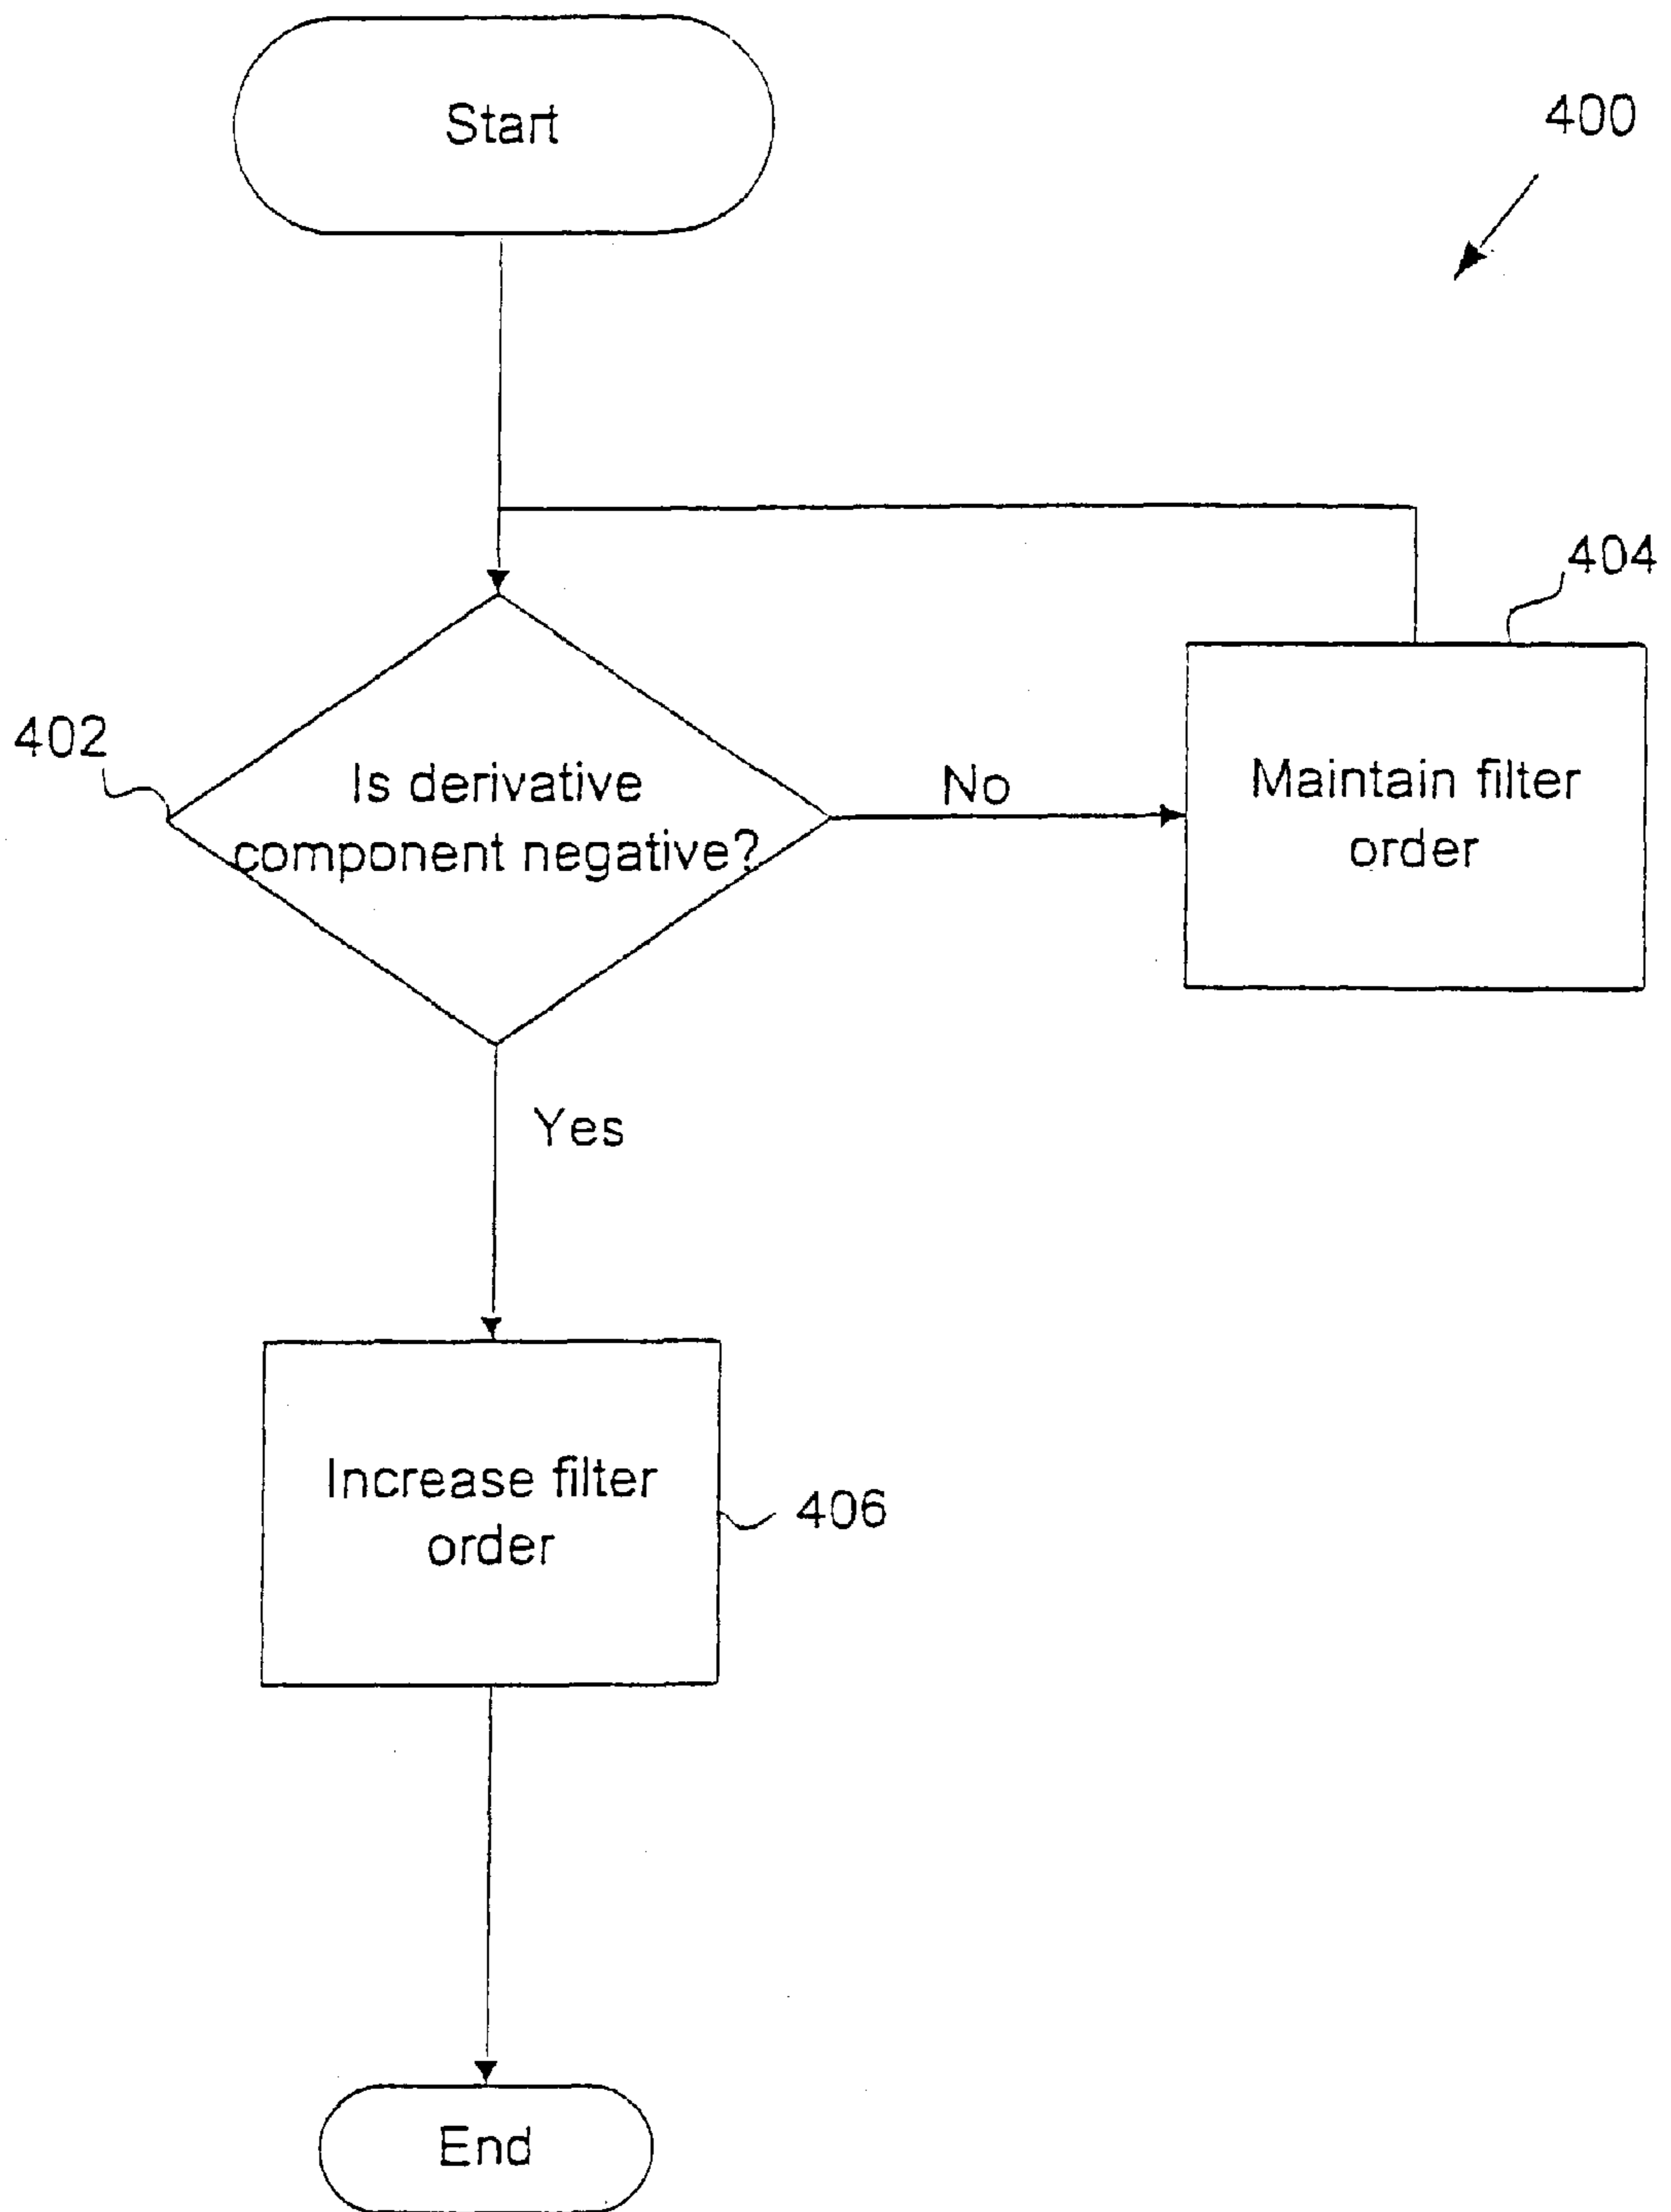 Start
400
404
402
Is derivative
component negative?
No
Maintain filter
order
Yes
Increase filter
order
406
End